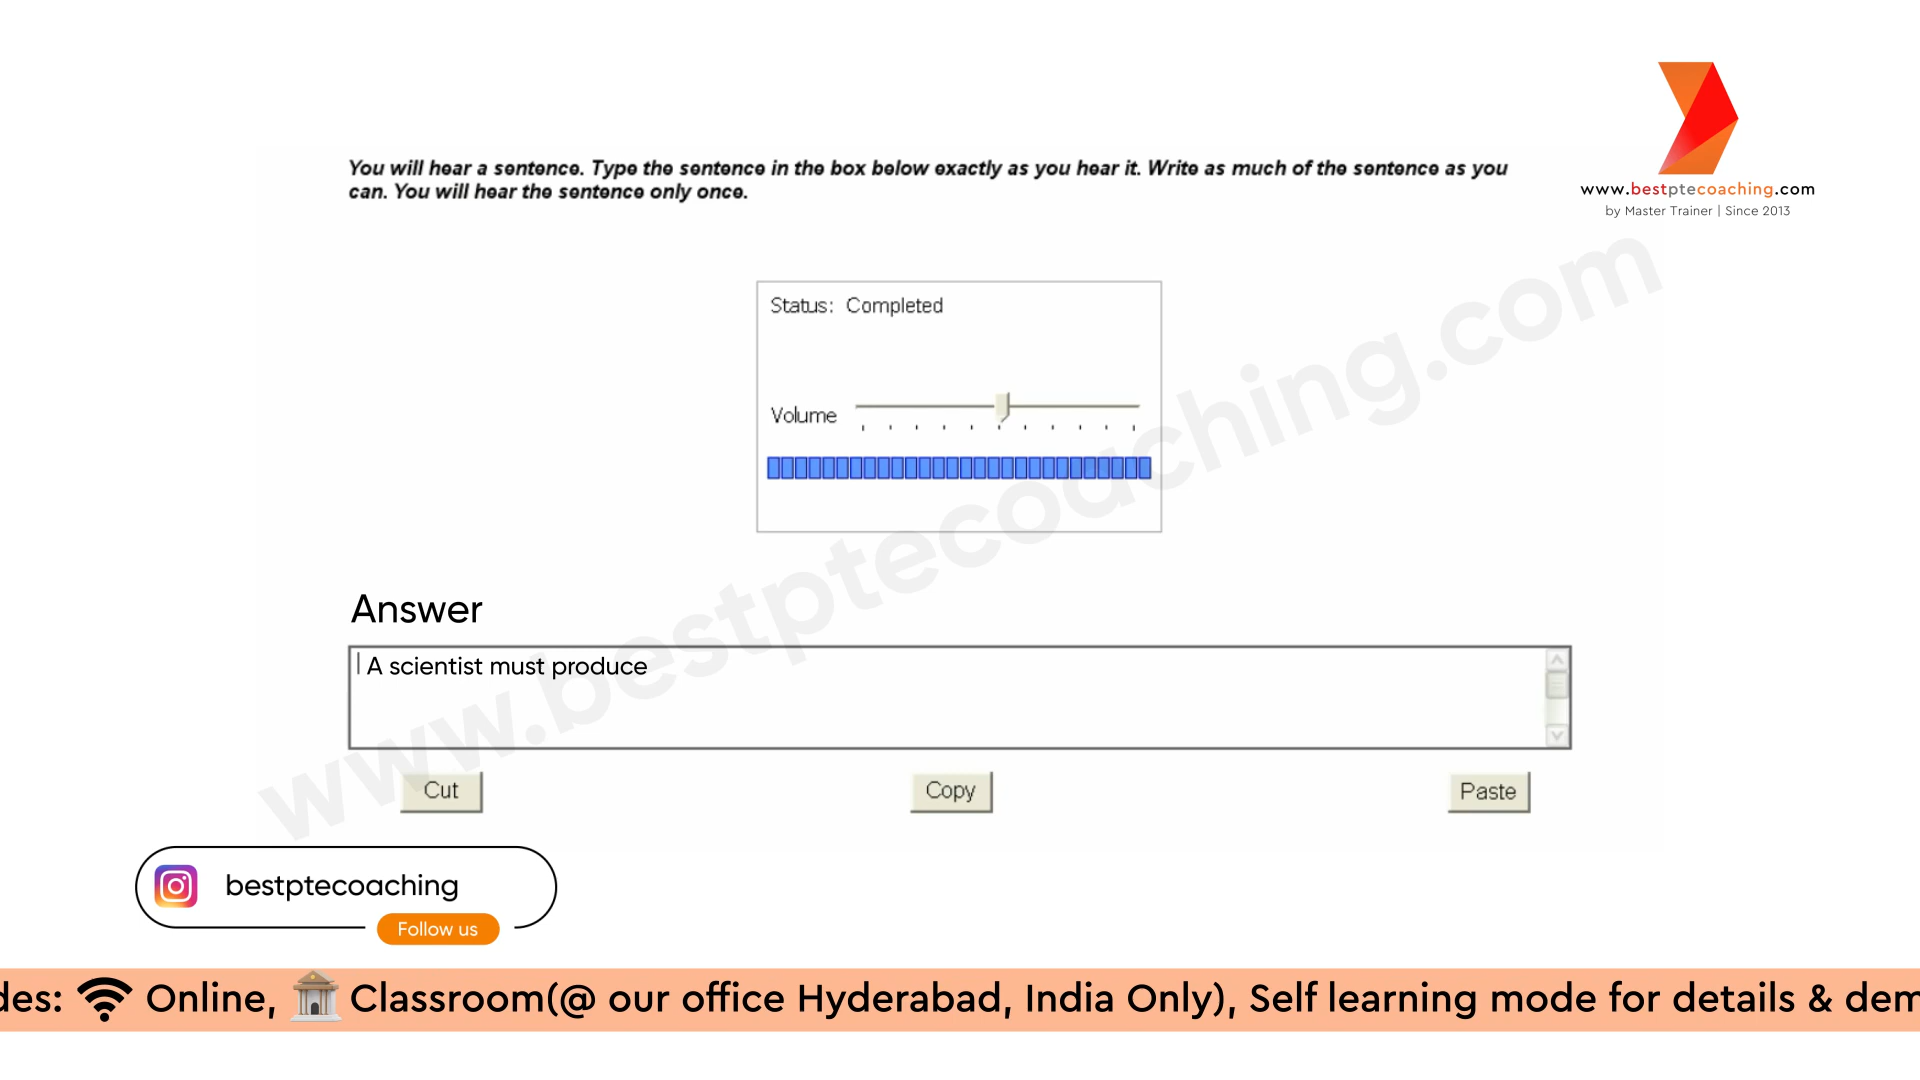 You will hear a sentence. Type the sentence in the box below exactly as you hear it. Write as much of the sentence as you
can. You will hear the sentence only once.
www.bestptecoaching.com
by Master Trainer | Since 2013
Status: Completed
Volume
www.bestptecoaching.com
Answer
A scientist must produce
Cut
Copy
Paste
bestptecoaching
Follow us
des: Online, Classroom(@ our office Hyderabad, India Only), Self learning mode for details & dem